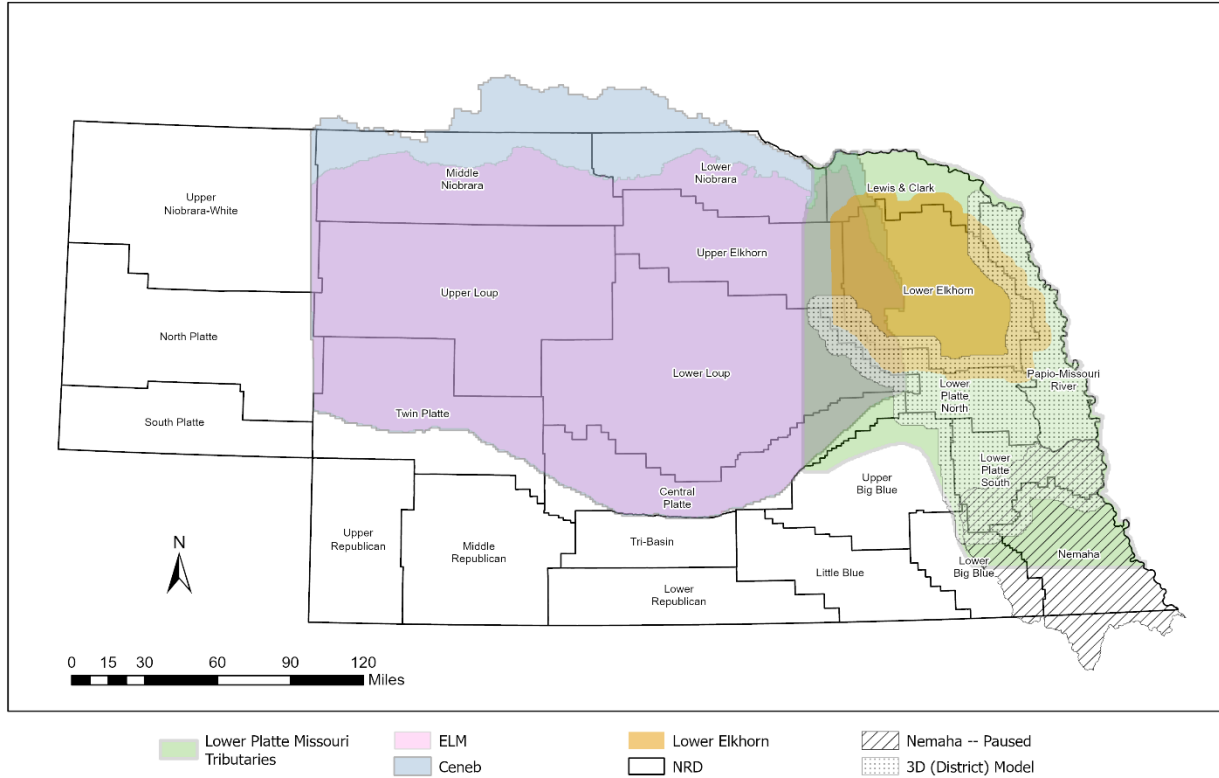 Upper
Niobrara-White
Middle
Niobrara
Lower
Niobrara
Lewis & Clark
Upper Elkhorn
Lower Elkhorn
Upper Loup
North Platte
Lower Loup
Papio-Missouri
River
Lower
Platte
North
South Platte
Twin Platte
Lower
Platte
South
Upper
Big Blue
Central
Platte
Upper
Republican
Middle
Republican
Tri-Basin
Little Blue
Lower
Big Blue
Nemaha
Lower
Republican
N
0 15 30 60 90 120
Miles
Lower Platte Missouri
Tributaries
ELM
Ceneb
Lower Elkhorn
NRD
Nemaha -- Paused
3D (District) Model